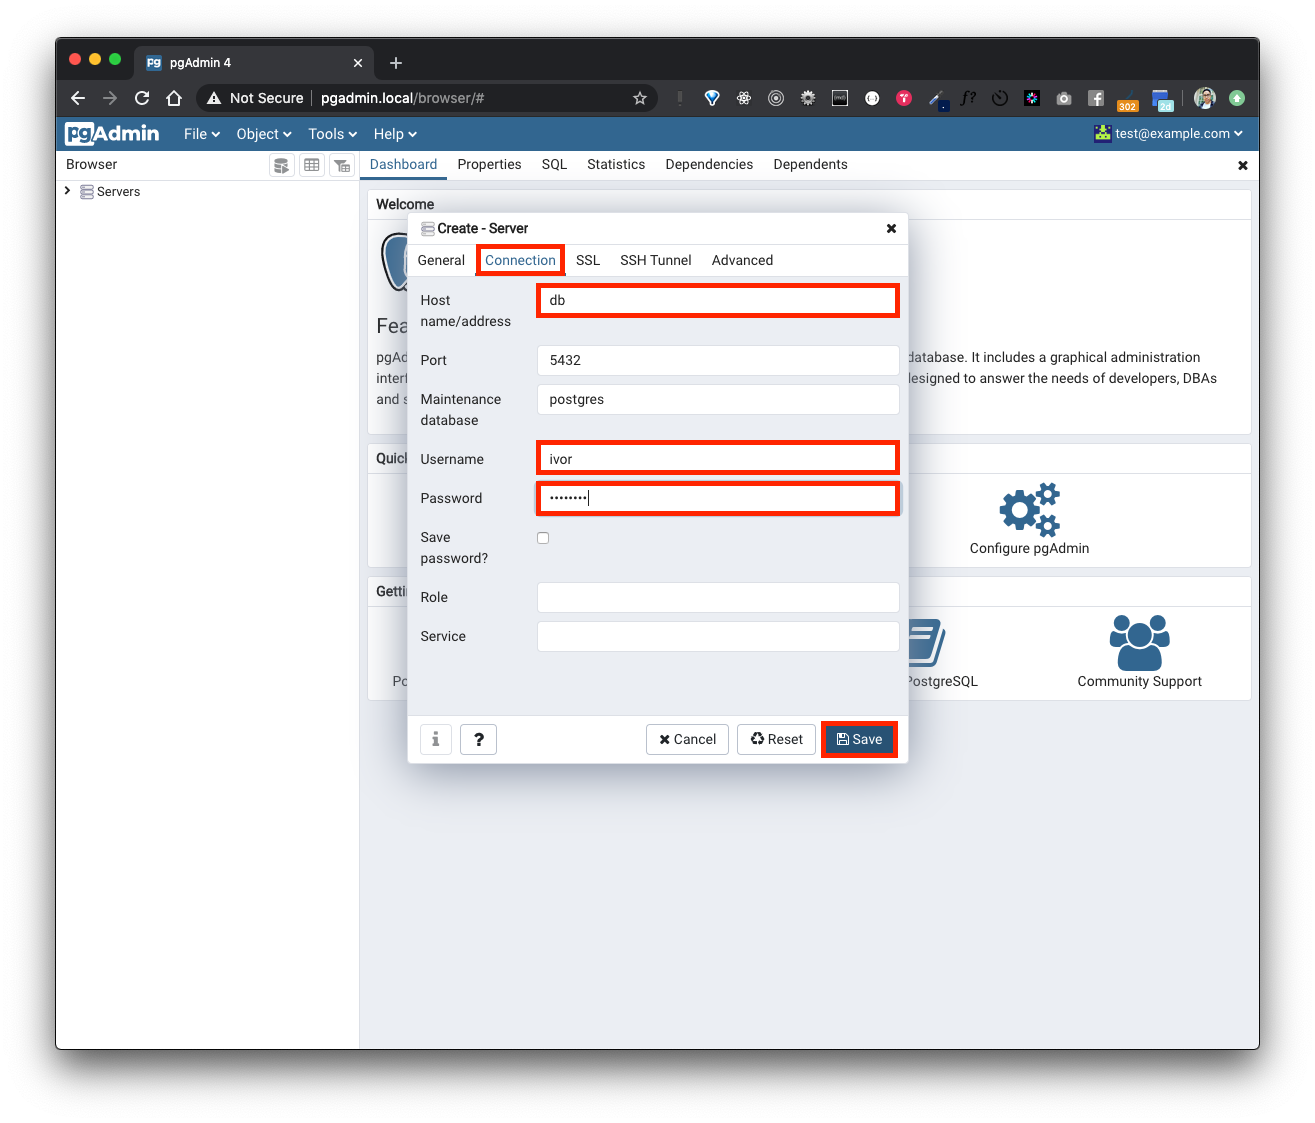 pgAdmin 4
Not Secure
pgadmin.local/browser/#
f?
302
2d
pgAdmin
File
Object
Tools
Help
test@example.com
Browser
Dashboard
Properties
SQL
Statistics
Dependencies
Dependents
Servers
Welcome
Create - Server
General
Connection
SSL
SSH Tunnel
Advanced
Host
name/address
db
Fea
pgAd
database. It includes a graphical administration
interf
designed to answer the needs of developers, DBAs
and s
Port
5432
Maintenance
database
postgres
Quick
Username
ivor
Password
••••••••
Save
password?
Configure pgAdmin
Getti
Role
Service
Po
PostgreSQL
Community Support
i
?
Cancel
Reset
Save